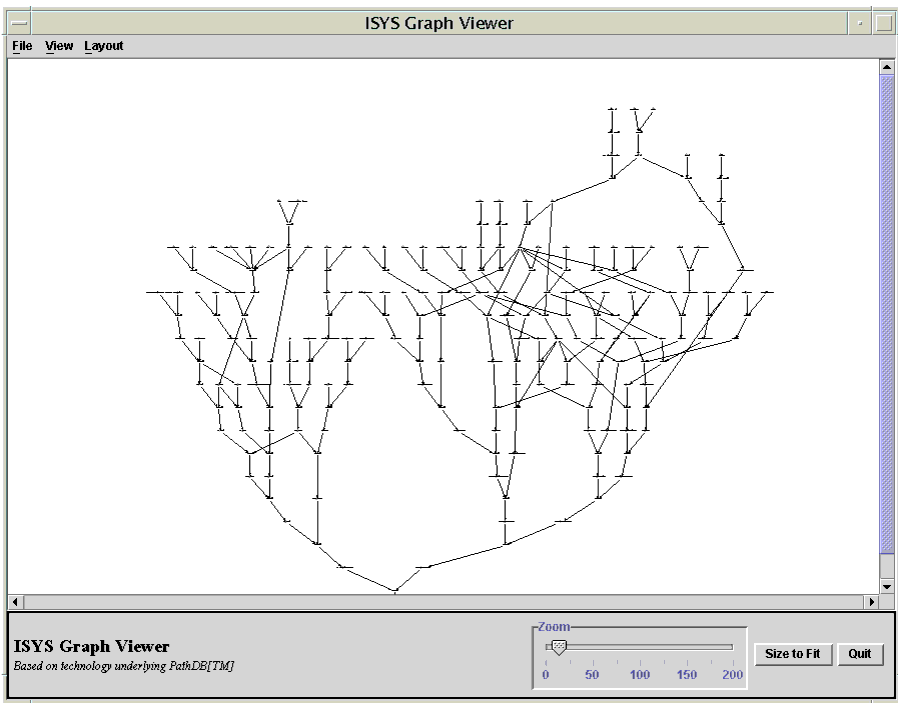 ISYS Graph Viewer
File View Layout
ISYS Graph Viewer
Based on technology underlying PathDB[TM]
Zoom
0 50 100 150 200
Size to Fit
Quit